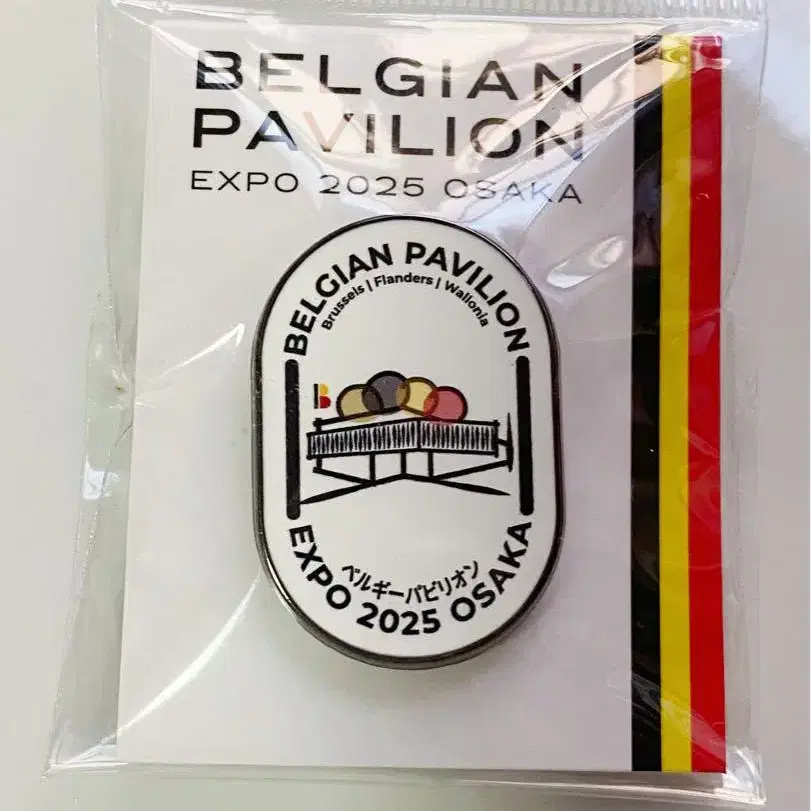 BELGIAN
PAVILION
EXPO 2025 OSAKA
BELGIAN PAVILION
Brussels | Flanders | Wallonia
B
ベルギーパビリオン
EXPO 2025 OSAKA